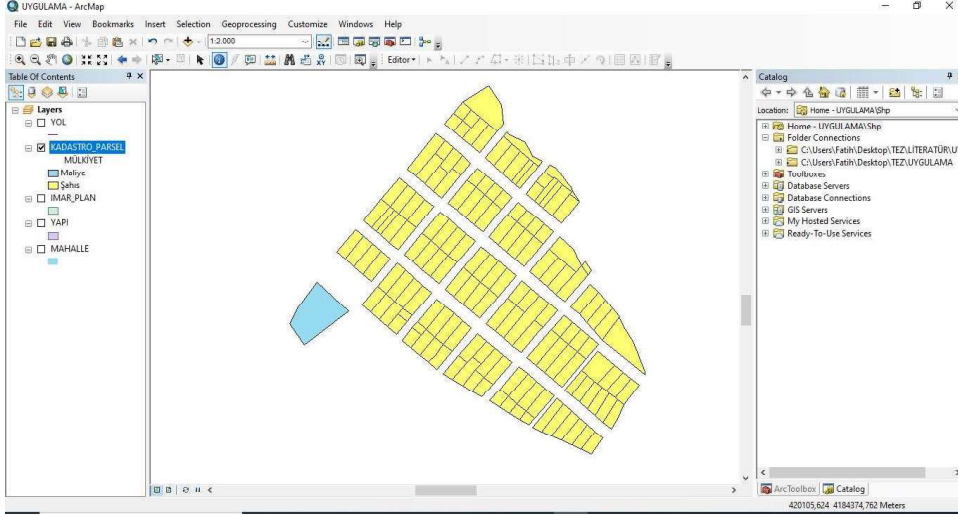 UYGULAMA - ArcMap
File Edit View Bookmarks Insert Selection Geoprocessing Customize Windows Help
1:2.000
Editor
Table Of Contents
Layers
YOL
KADASTRO_PARSEL
MÜLKİYET
Maliye
Şahıs
IMAR_PLAN
YAPI
MAHALLE
Catalog
Location: Home - UYGULAMA\Shp
Home - UYGULAMA\Shp
Folder Connections
C:\Users\Fatih\Desktop\TEZ\LİTERATÜR\U
C:\Users\Fatih\Desktop\TEZ\UYGULAMA
Toolboxes
Database Servers
Database Connections
GIS Servers
My Hosted Services
Ready-To-Use Services
ArcToolbox Catalog
420105,624 4184374,762 Meters